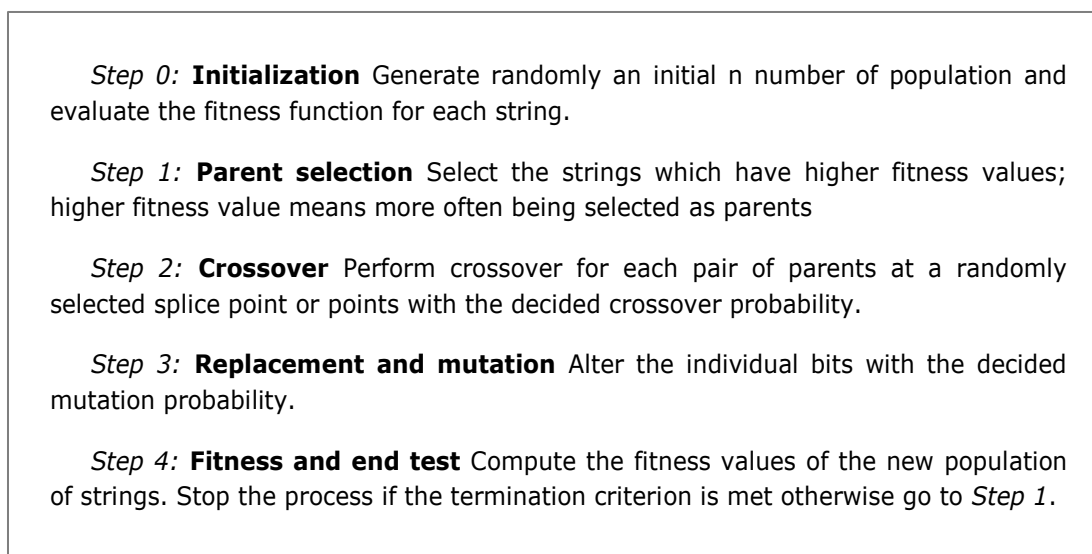 Step 0: Initialization Generate randomly an initial n number of population and
evaluate the fitness function for each string.
Step 1: Parent selection Select the strings which have higher fitness values;
higher fitness value means more often being selected as parents
Step 2: Crossover Perform crossover for each pair of parents at a randomly
selected splice point or points with the decided crossover probability.
Step 3: Replacement and mutation Alter the individual bits with the decided
mutation probability.
Step 4: Fitness and end test Compute the fitness values of the new population
of strings. Stop the process if the termination criterion is met otherwise go to Step 1.